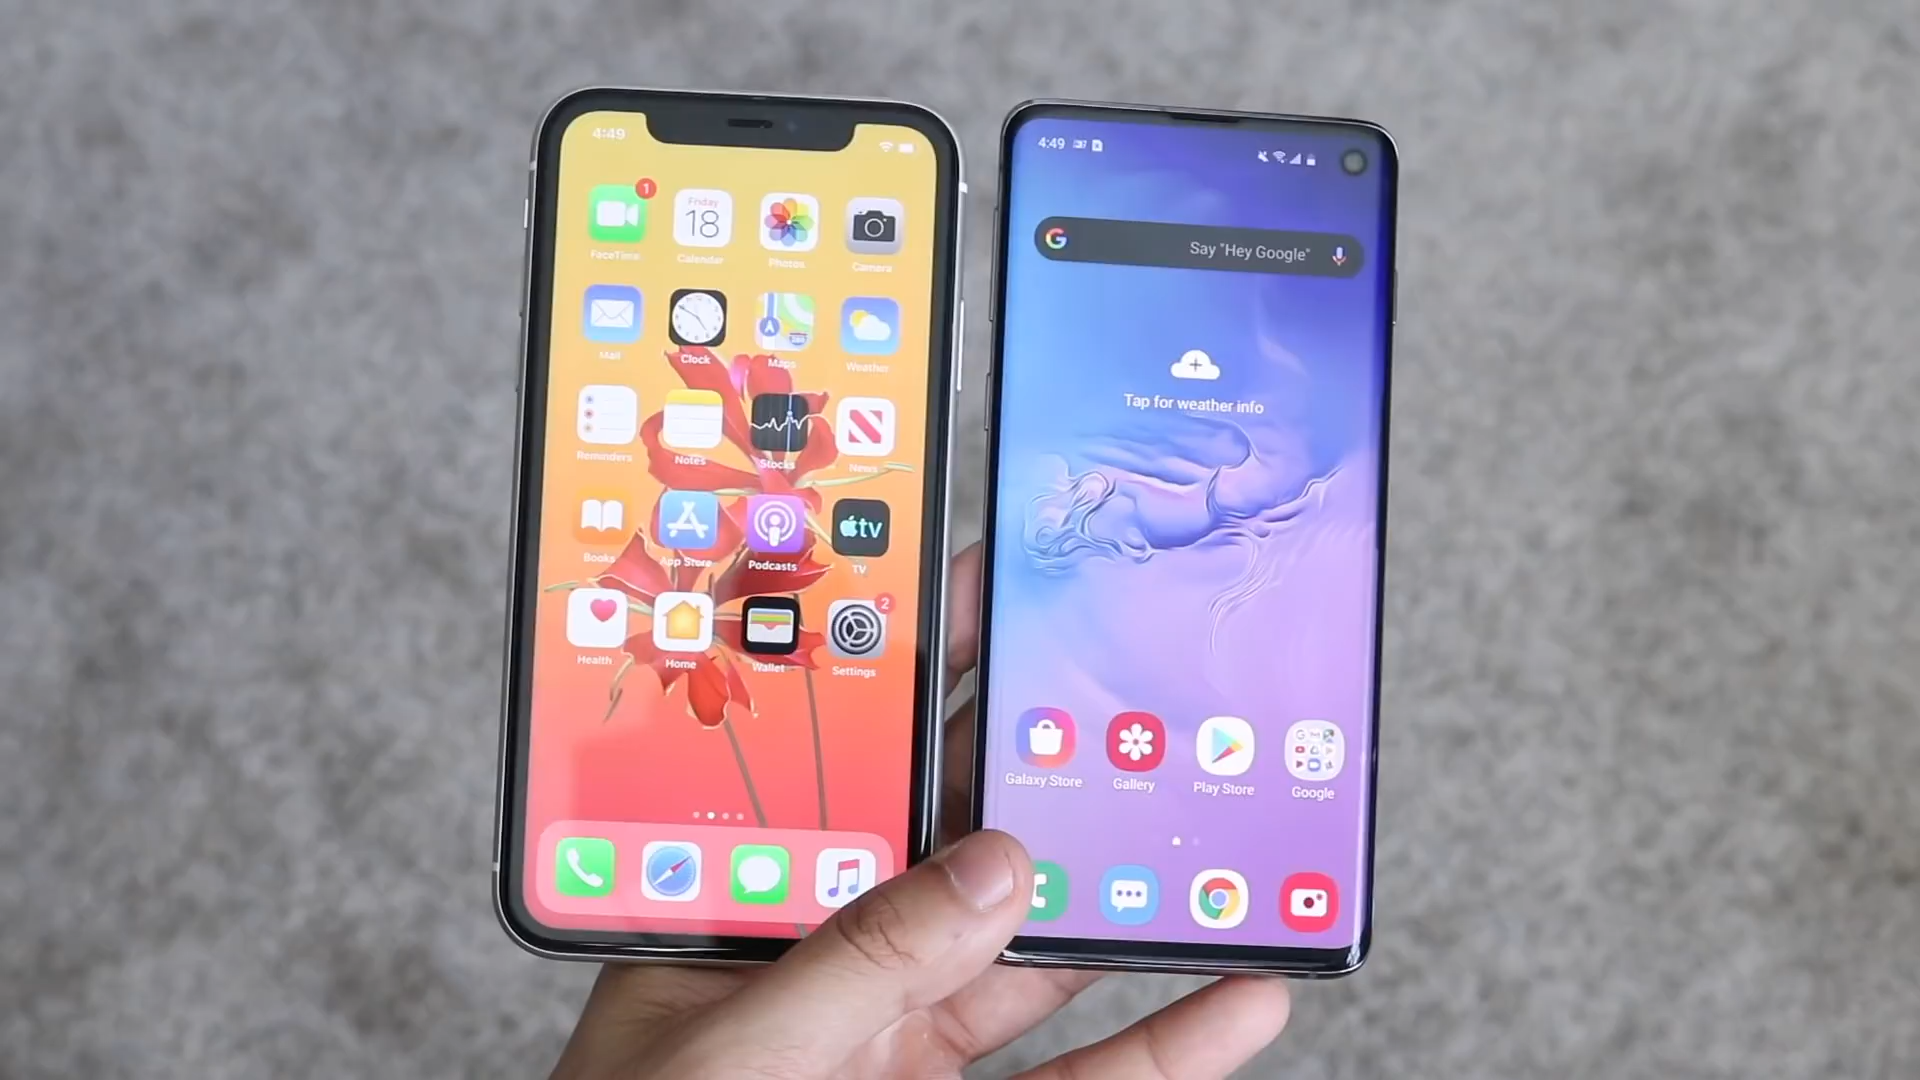 4:49
1
Friday
18
FaceTime
Calendar
Photos
Camera
Mail
Clock
Maps
Weather
Reminders
Notes
Stocks
News
tv
Books
App Store
Podcasts
TV
2
Health
Home
Wallet
Settings
4:49
G
Say "Hey Google"
Tap for weather info
Galaxy Store
Gallery
Play Store
Google